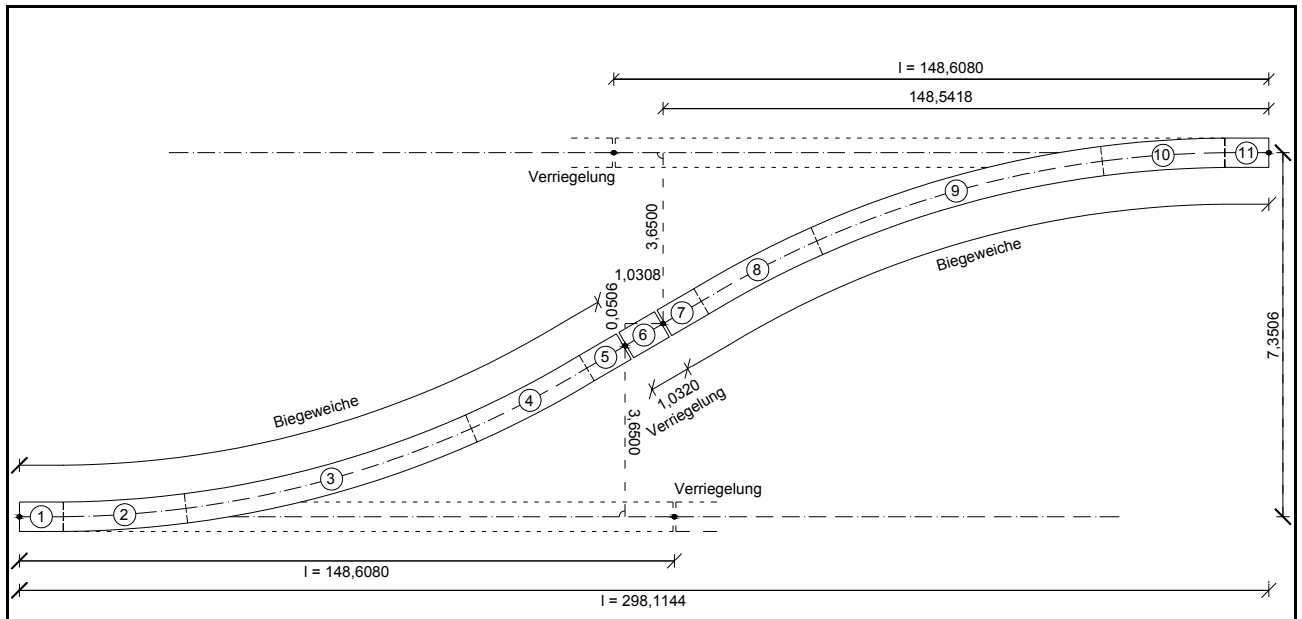 l = 148,6080
148,5418
10
11
Verriegelung
9
3,6500
Biegeweiche
8
1,0308
7
0,0506
6
7,3506
5
1,0320
Verriegelung
Biegeweiche
4
3,6500
3
Verriegelung
1
2
l = 148,6080
l = 298,1144